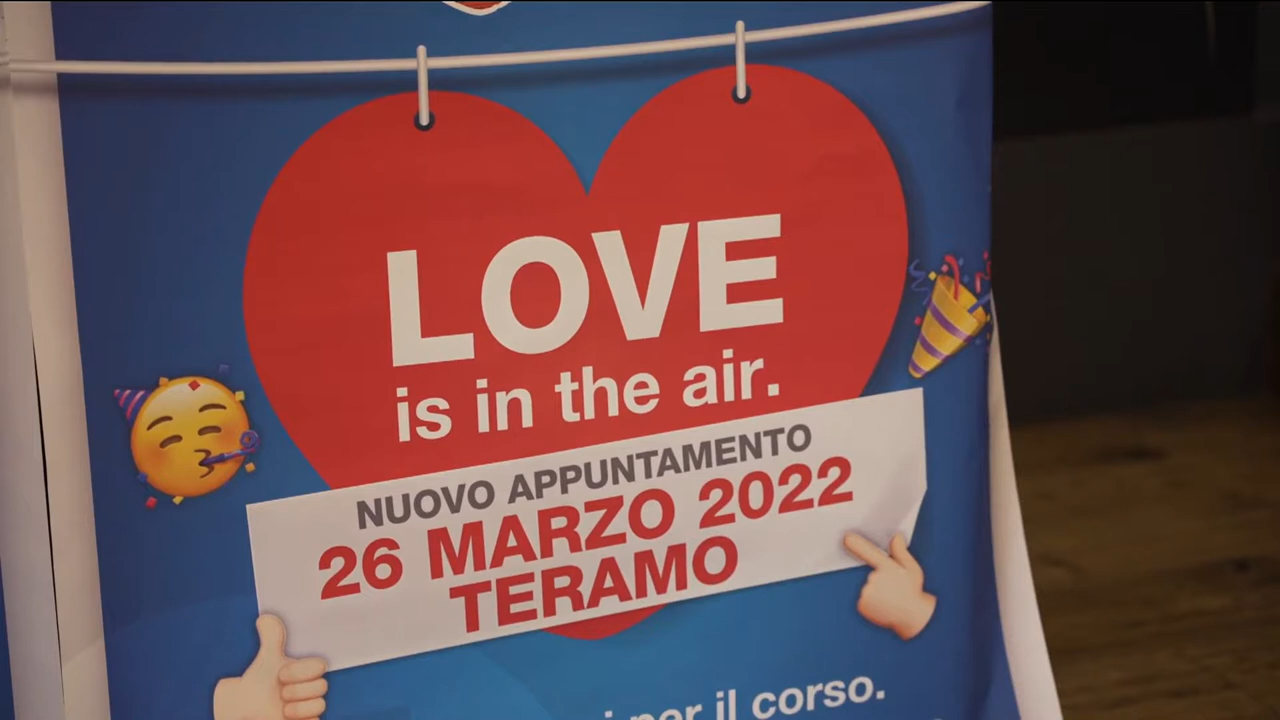 LOVE
is in the air.
NUOVO APPUNTAMENTO
26 MARZO 2022
TERAMO
per il corso.